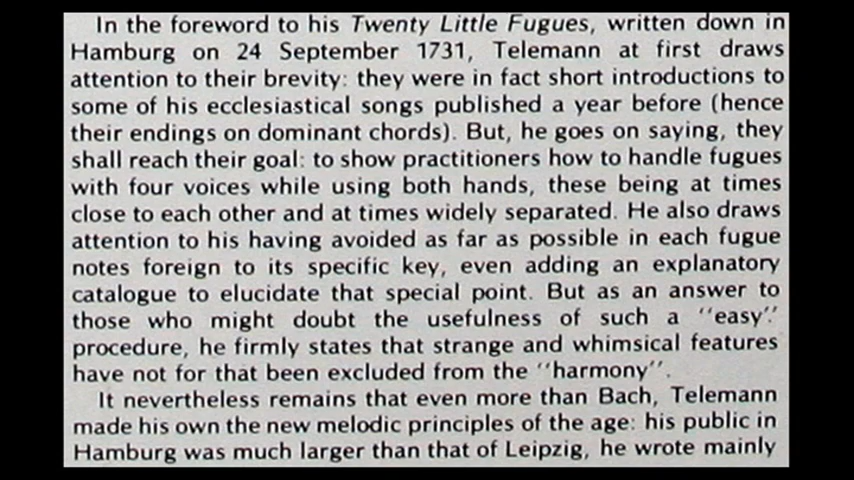 In the foreword to his Twenty Little Fugues, written down in
Hamburg on 24 September 1731, Telemann at first draws
attention to their brevity: they were in fact short introductions to
some of his ecclesiastical songs published a year before (hence
their endings on dominant chords). But, he goes on saying, they
shall reach their goal: to show practitioners how to handle fugues
with four voices while using both hands, these being at times
close to each other and at times widely separated. He also draws
attention to his having avoided as far as possible in each fugue
notes foreign to its specific key, even adding an explanatory
catalogue to elucidate that special point. But as an answer to
those who might doubt the usefulness of such a ''easy''
procedure, he firmly states that strange and whimsical features
have not for that been excluded from the ''harmony''.
It nevertheless remains that even more than Bach, Telemann
made his own the new melodic principles of the age: his public in
Hamburg was much larger than that of Leipzig, he wrote mainly